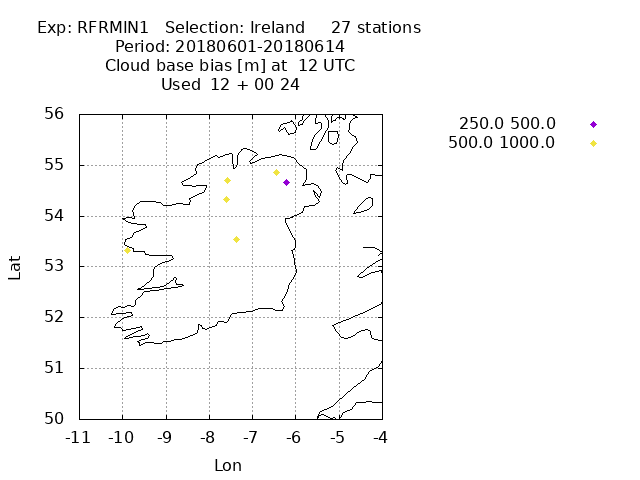 Exp: RFRMIN1   Selection: Ireland     27 stations
Period: 20180601-20180614
Cloud base bias [m] at  12 UTC
Used  12 + 00 24
250.0 500.0
500.0 1000.0
56
55
54
53
52
51
50
Lat
-11 -10 -9 -8 -7 -6 -5 -4
Lon